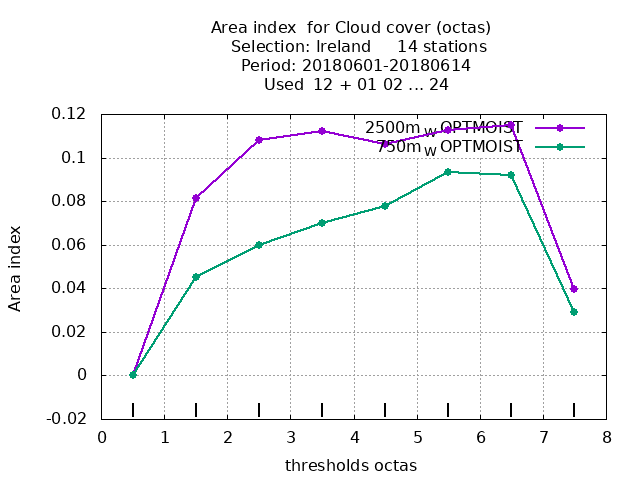 Area index  for Cloud cover (octas)
Selection: Ireland     14 stations
Period: 20180601-20180614
Used  12 + 01 02 ... 24
2500m W OPTMOIST
750m W OPTMOIST
0.12
0.1
0.08
0.06
0.04
0.02
0
-0.02
Area index
0 1 2 3 4 5 6 7 8
thresholds octas